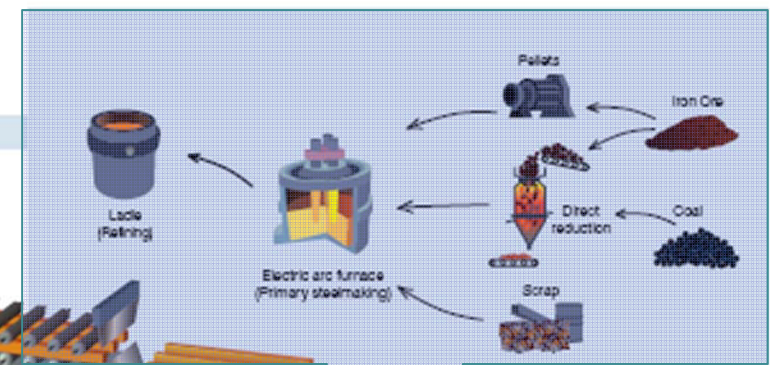 Pellets
Iron Ore
Direct
reduction
Coal
Ladle
(Refining)
Electric arc furnace
(Primary steelmaking)
Scrap